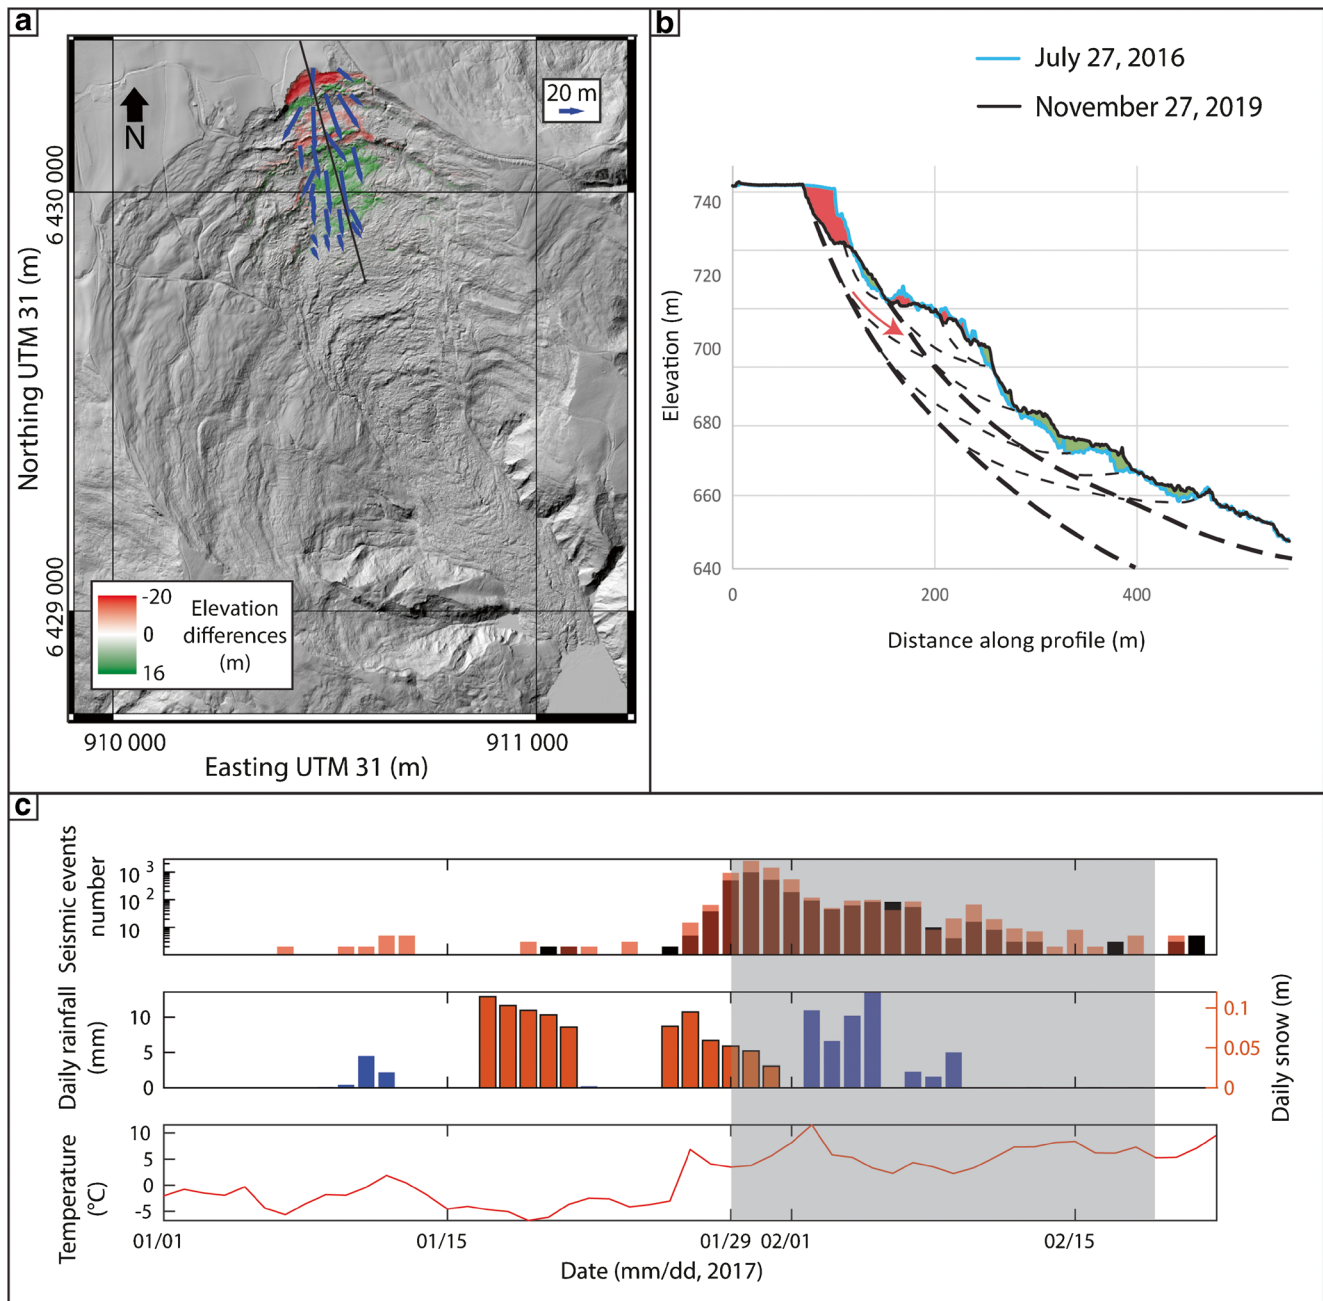 a
20 m
N
6 430 000
Northing UTM 31 (m)
6 429 000
-20
0
16
Elevation
differences
(m)
910 000
911 000
Easting UTM 31 (m)
b
July 27, 2016
November 27, 2019
740
720
700
680
660
640
Elevation (m)
0
200
400
Distance along profile (m)
c
Seismic events
number
10 3
10 2
10
Daily rainfall
(mm)
10
5
0
0.1
0.05
0
Daily snow (m)
Temperature
(°C)
10
5
0
-5
01/01
01/15
01/29
02/01
02/15
Date (mm/dd, 2017)